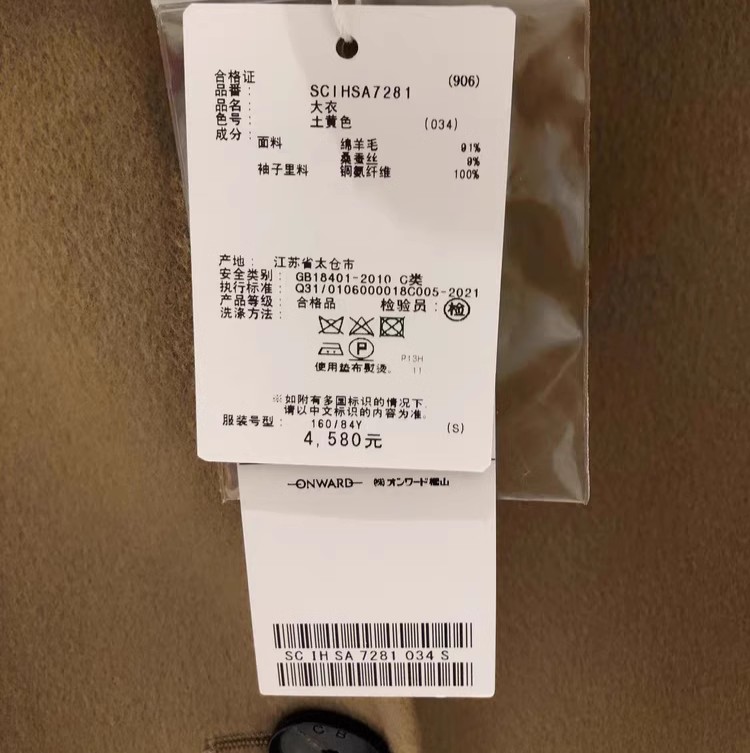 合格证
(906)
品番： SCIHSA7281
品名： 大衣
色号： 土黄色 (034)
成分：
面料 绵羊毛 91%
桑蚕丝 9%
袖子里料 铜氨纤维 100%
产地： 江苏省太仓市
安全类别： GB18401-2010 C类
执行标准： Q31/0106000018C005-2021
产品等级： 合格品 检验员： 检
洗涤方法：
P
P13H
使用垫布熨烫。 11
※如附有多国标识的情况下，
请以中文标识的内容为准。
服装号型： 160/84Y (S)
4,580元
ONWARD ㈱オンワード樫山
SC IH SA 7281 034 S
C B